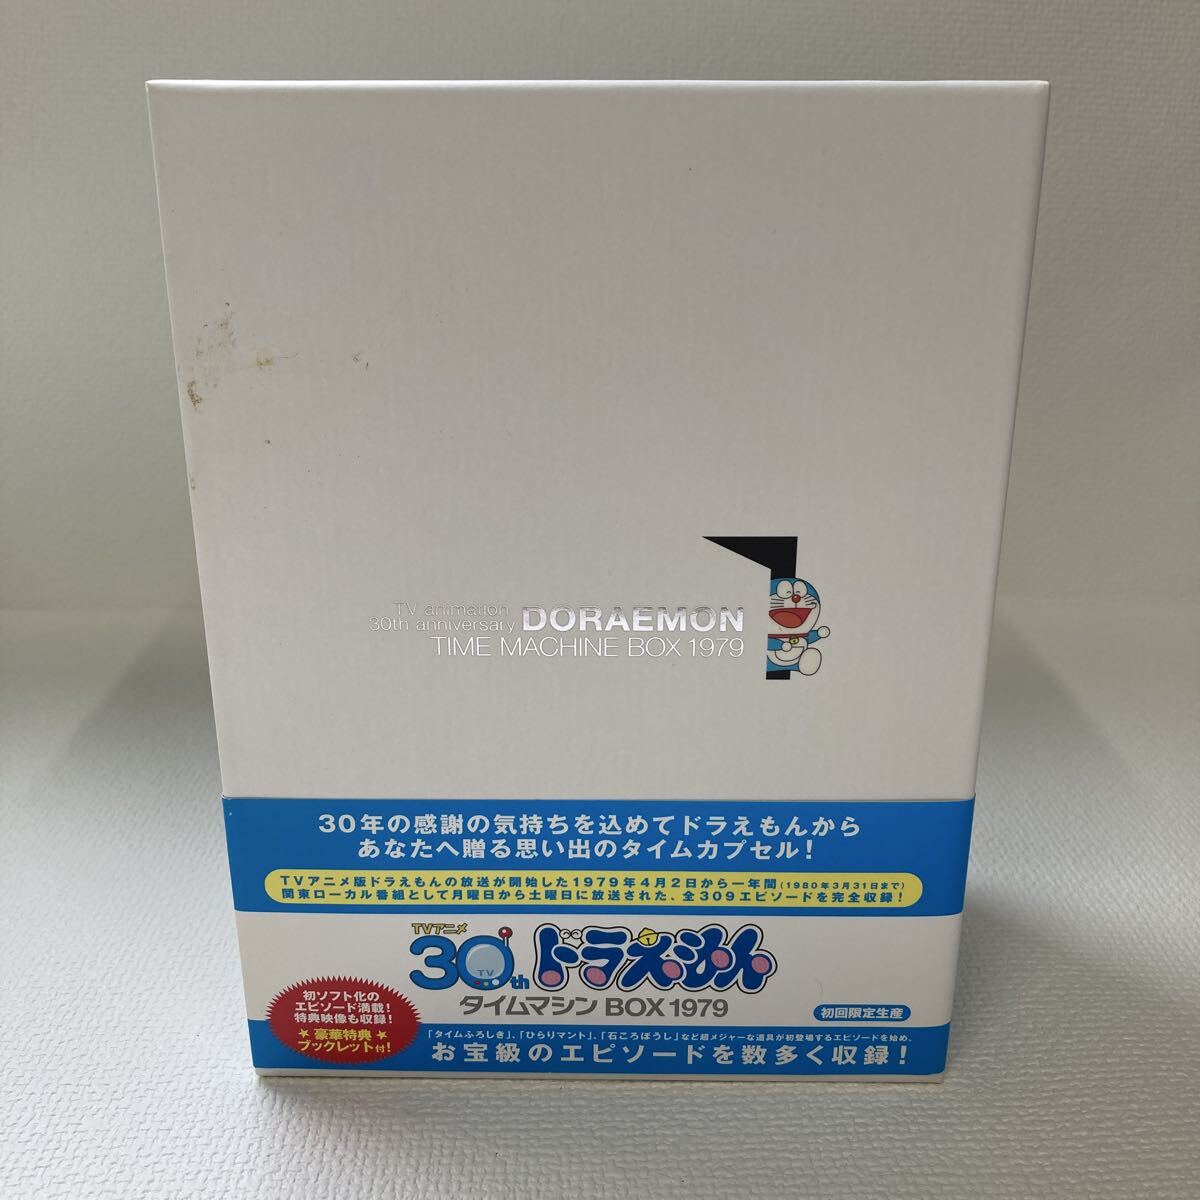 TV animation
30th anniversary DORAEMON
TIME MACHINE BOX 1979
30年の感謝の気持ちを込めてドラえもんから
あなたへ贈る思い出のタイムカプセル！
TVアニメ版ドラえもんの放送が開始した1979年4月2日から一年間(1980年3月31日まで)
関東ローカル番組として月曜日から土曜日に放送された、全309エピソードを完全収録！
TVアニメ
30th ドラえもん
TV
タイムマシン BOX 1979
初回限定生産
初ソフト化の
エピソード満載！
特典映像も収録！
★豪華特典★
ブックレット付！
「タイムふろしき」、「ひらりマント」、「石ころぼうし」など超メジャーな道具が初登場するエピソードを始め、
お宝級のエピソードを数多く収録！